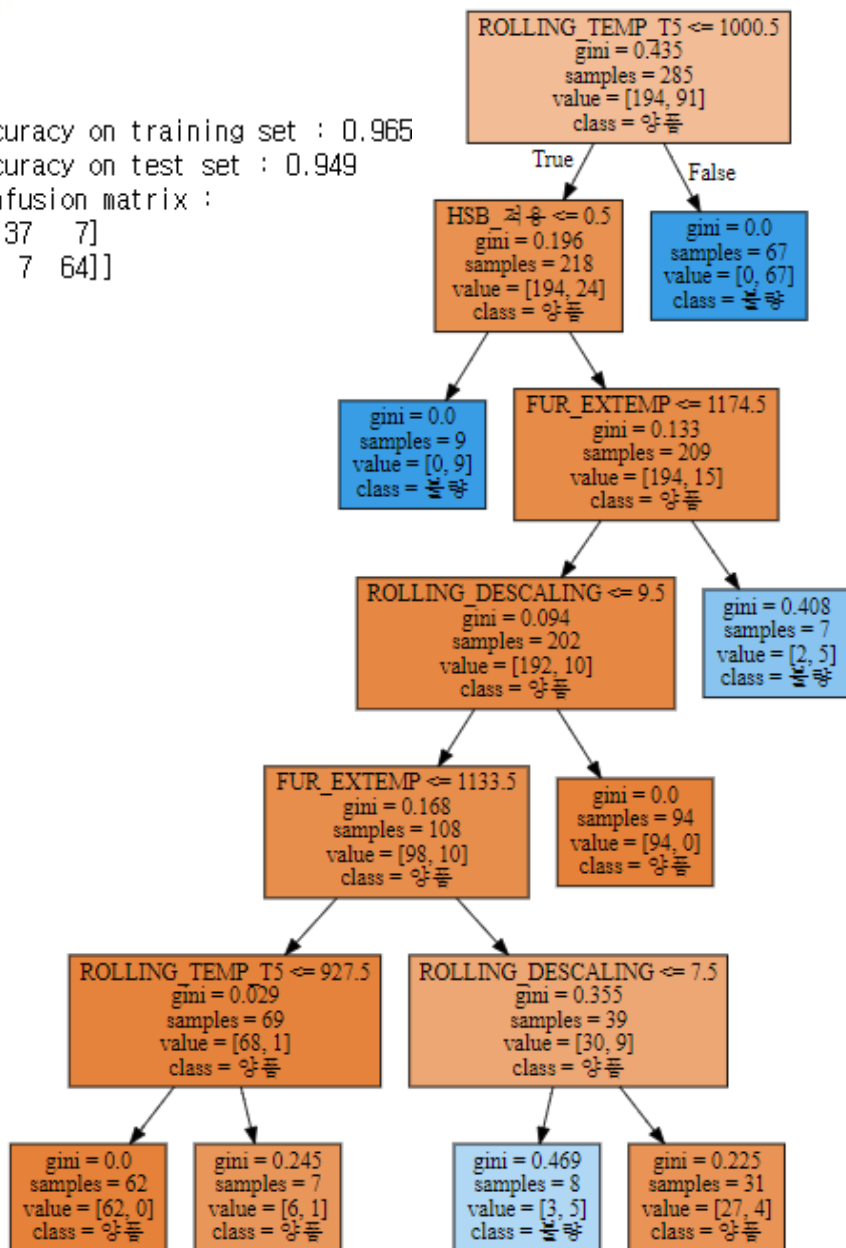 curacy on training set : 0.965
curacy on test set : 0.949
nfusion matrix :
37 7]
7 64]]
ROLLING_TEMP_T5 <= 1000.5
gini = 0.435
samples = 285
value = [194, 91]
class = 양품
True
False
HSB_적용 <= 0.5
gini = 0.196
samples = 218
value = [194, 24]
class = 양품
gini = 0.0
samples = 67
value = [0, 67]
class = 불량
gini = 0.0
samples = 9
value = [0, 9]
class = 불량
FUR_EXTEMP <= 1174.5
gini = 0.133
samples = 209
value = [194, 15]
class = 양품
ROLLING_DESCALING <= 9.5
gini = 0.094
samples = 202
value = [192, 10]
class = 양품
gini = 0.408
samples = 7
value = [2, 5]
class = 불량
FUR_EXTEMP <= 1133.5
gini = 0.168
samples = 108
value = [98, 10]
class = 양품
gini = 0.0
samples = 94
value = [94, 0]
class = 양품
ROLLING_TEMP_T5 <= 927.5
gini = 0.029
samples = 69
value = [68, 1]
class = 양품
ROLLING_DESCALING <= 7.5
gini = 0.355
samples = 39
value = [30, 9]
class = 양품
gini = 0.0
samples = 62
value = [62, 0]
class = 양품
gini = 0.245
samples = 7
value = [6, 1]
class = 양품
gini = 0.469
samples = 8
value = [3, 5]
class = 불량
gini = 0.225
samples = 31
value = [27, 4]
class = 양품